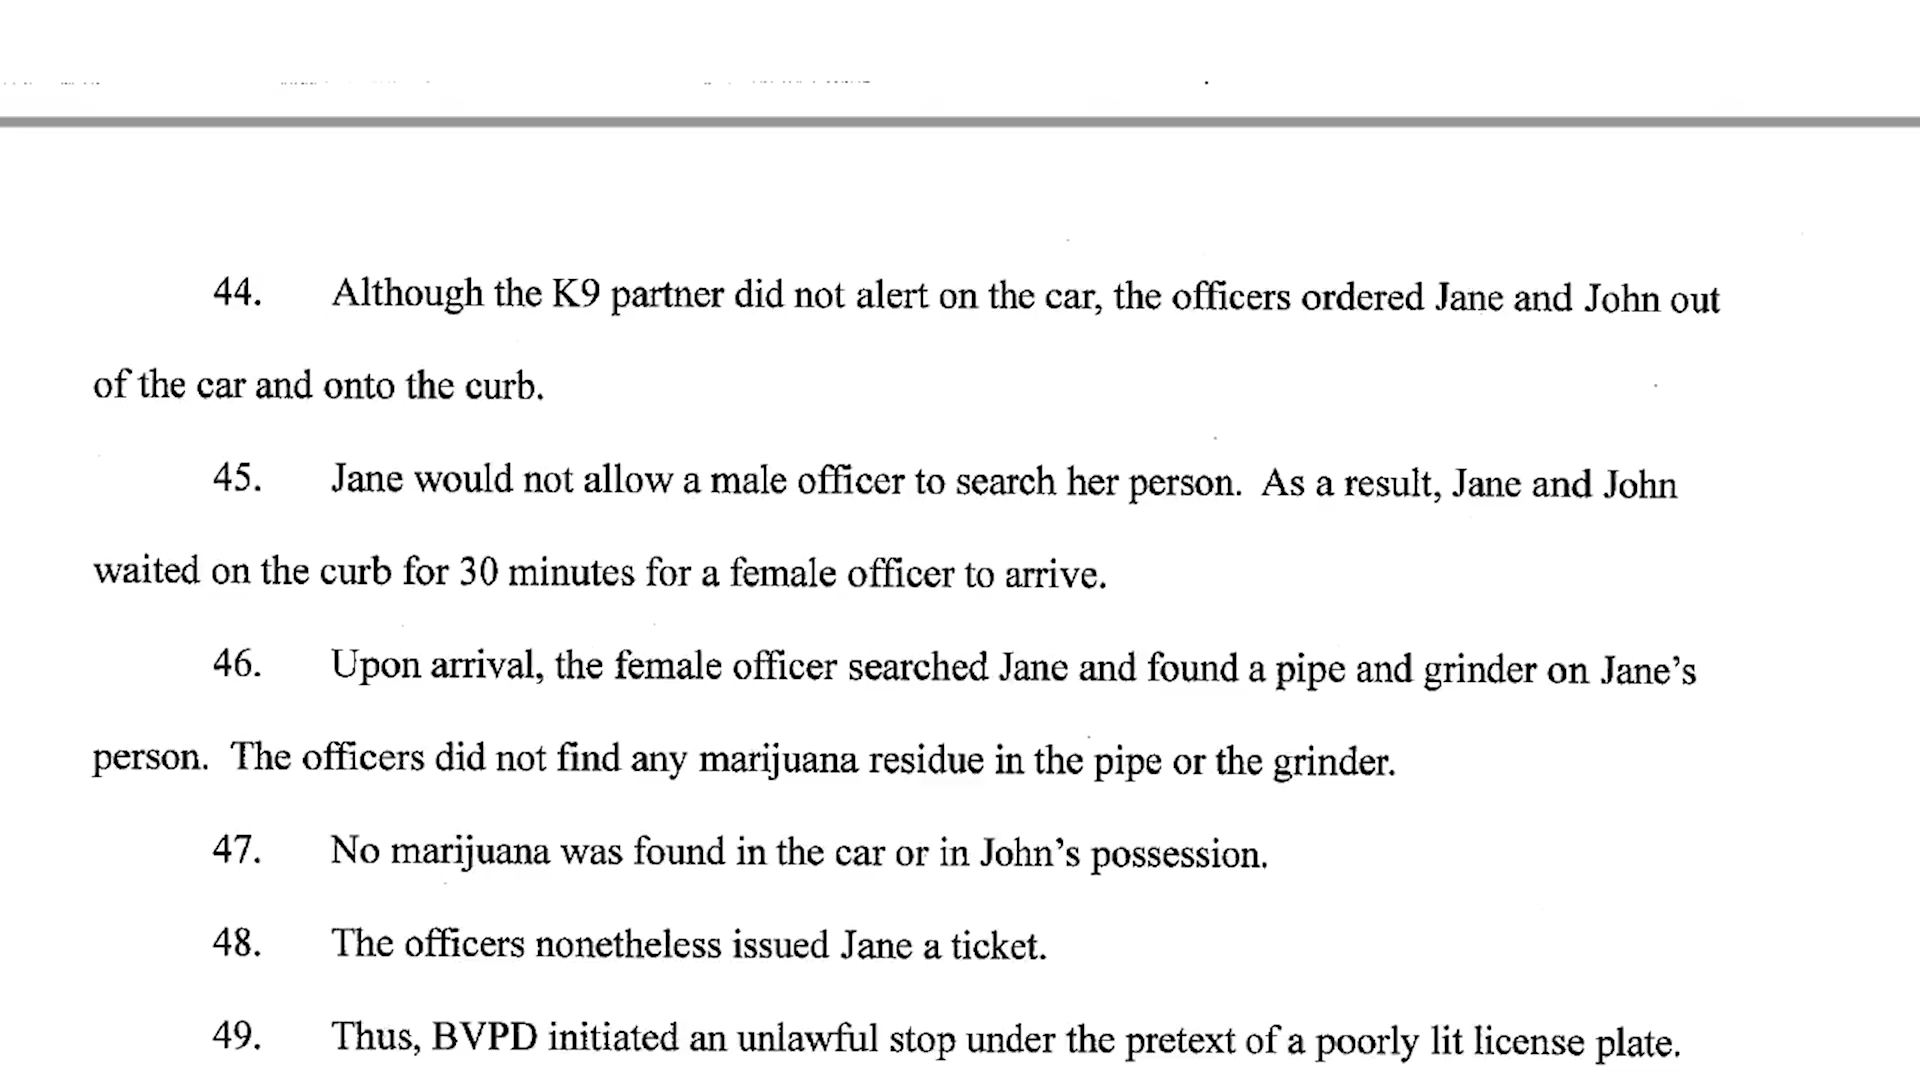 44. Although the K9 partner did not alert on the car, the officers ordered Jane and John out
of the car and onto the curb.
45. Jane would not allow a male officer to search her person. As a result, Jane and John
waited on the curb for 30 minutes for a female officer to arrive.
46. Upon arrival, the female officer searched Jane and found a pipe and grinder on Jane's
person. The officers did not find any marijuana residue in the pipe or the grinder.
47. No marijuana was found in the car or in John's possession.
48. The officers nonetheless issued Jane a ticket.
49. Thus, BVPD initiated an unlawful stop under the pretext of a poorly lit license plate.